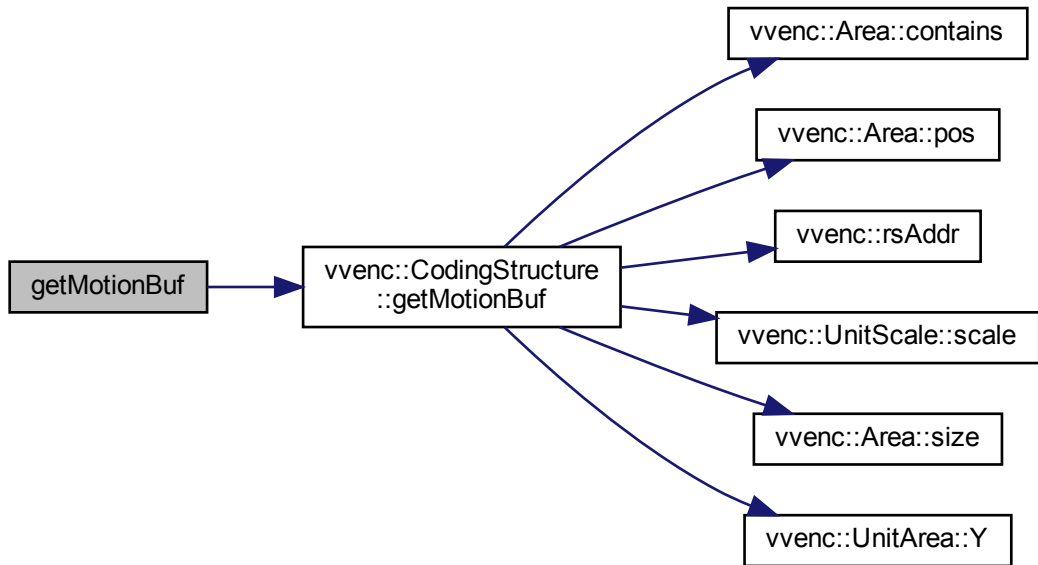 getMotionBuf
vvenc::CodingStructure
::getMotionBuf
vvenc::Area::contains
vvenc::Area::pos
vvenc::rsAddr
vvenc::UnitScale::scale
vvenc::Area::size
vvenc::UnitArea::Y